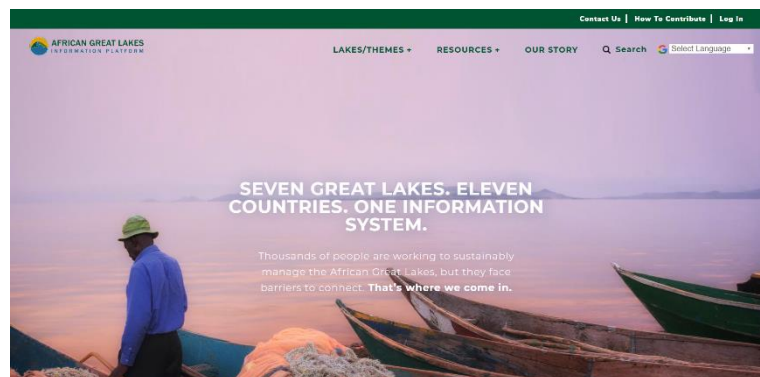 Contact Us | How To Contribute | Log In
AFRICAN GREAT LAKES
INFORMATION PLATFORM
LAKES/THEMES +
RESOURCES +
OUR STORY
Search
Select Language
SEVEN GREAT LAKES. ELEVEN
COUNTRIES. ONE INFORMATION
SYSTEM.
Thousands of people are working to sustainably
manage the African Great Lakes, but they face
barriers to connect. That's where we come in.